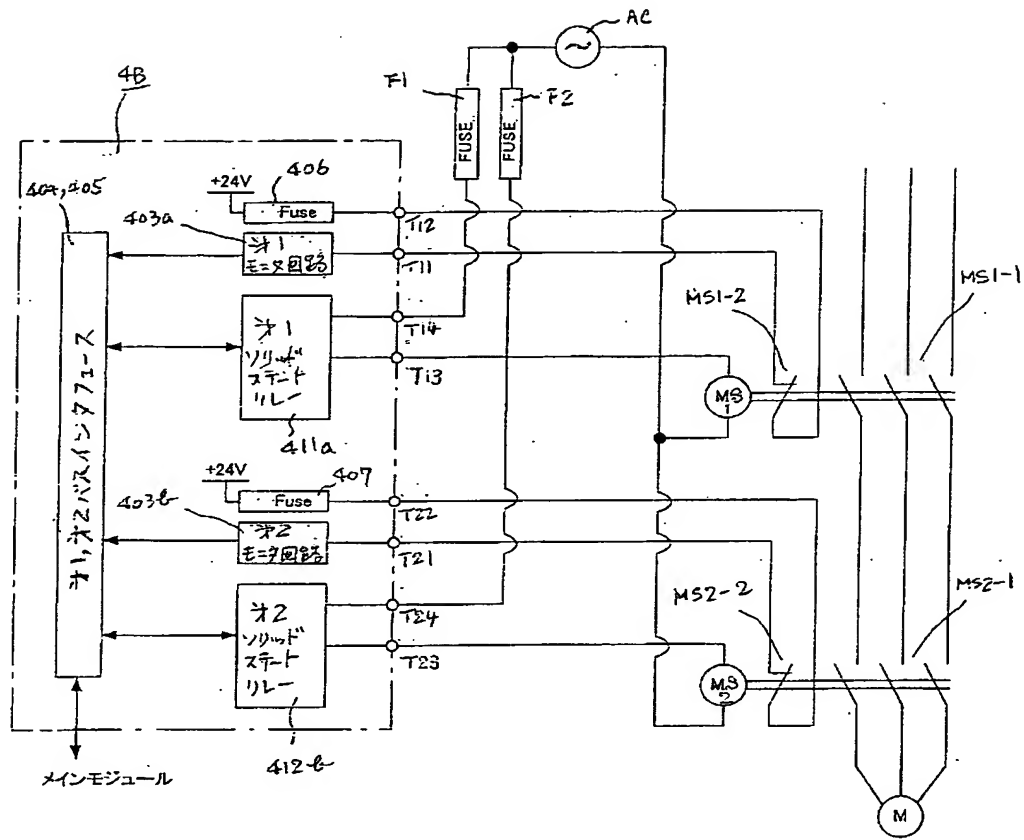 AC
4B
F1
F2
FUSE
FUSE
404,405
+24V
406
Fuse
T12
403a
第1
モニタ回路
T11
MS1-2
MS1-1
第1
ソリッド
ステート
リレー
T14
T13
MS
1
411a
第1,第2バスインタフェース
+24V
407
Fuse
T22
403b
第2
モニタ回路
T21
MS2-2
MS2-1
第2
ソリッド
ステート
リレー
T24
T23
MS
2
412b
メインモジュール
M